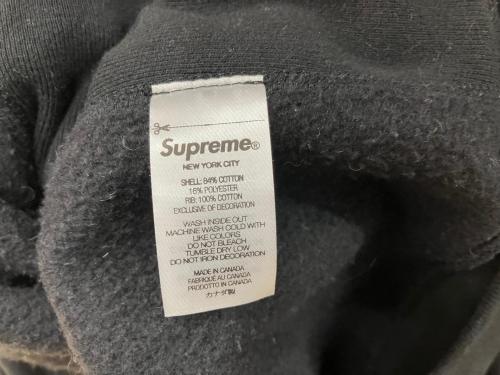 Supreme®
NEW YORK CITY
SHELL: 84% COTTON
16% POLYESTER
RIB: 100% COTTON
EXCLUSIVE OF DECORATION
WASH INSIDE OUT
MACHINE WASH COLD WITH
LIKE COLORS
DO NOT BLEACH
TUMBLE DRY LOW
DO NOT IRON DECORATION
MADE IN CANADA
FABRIQUÉ AU CANADA
PRODOTTO IN CANADA
カナダ製